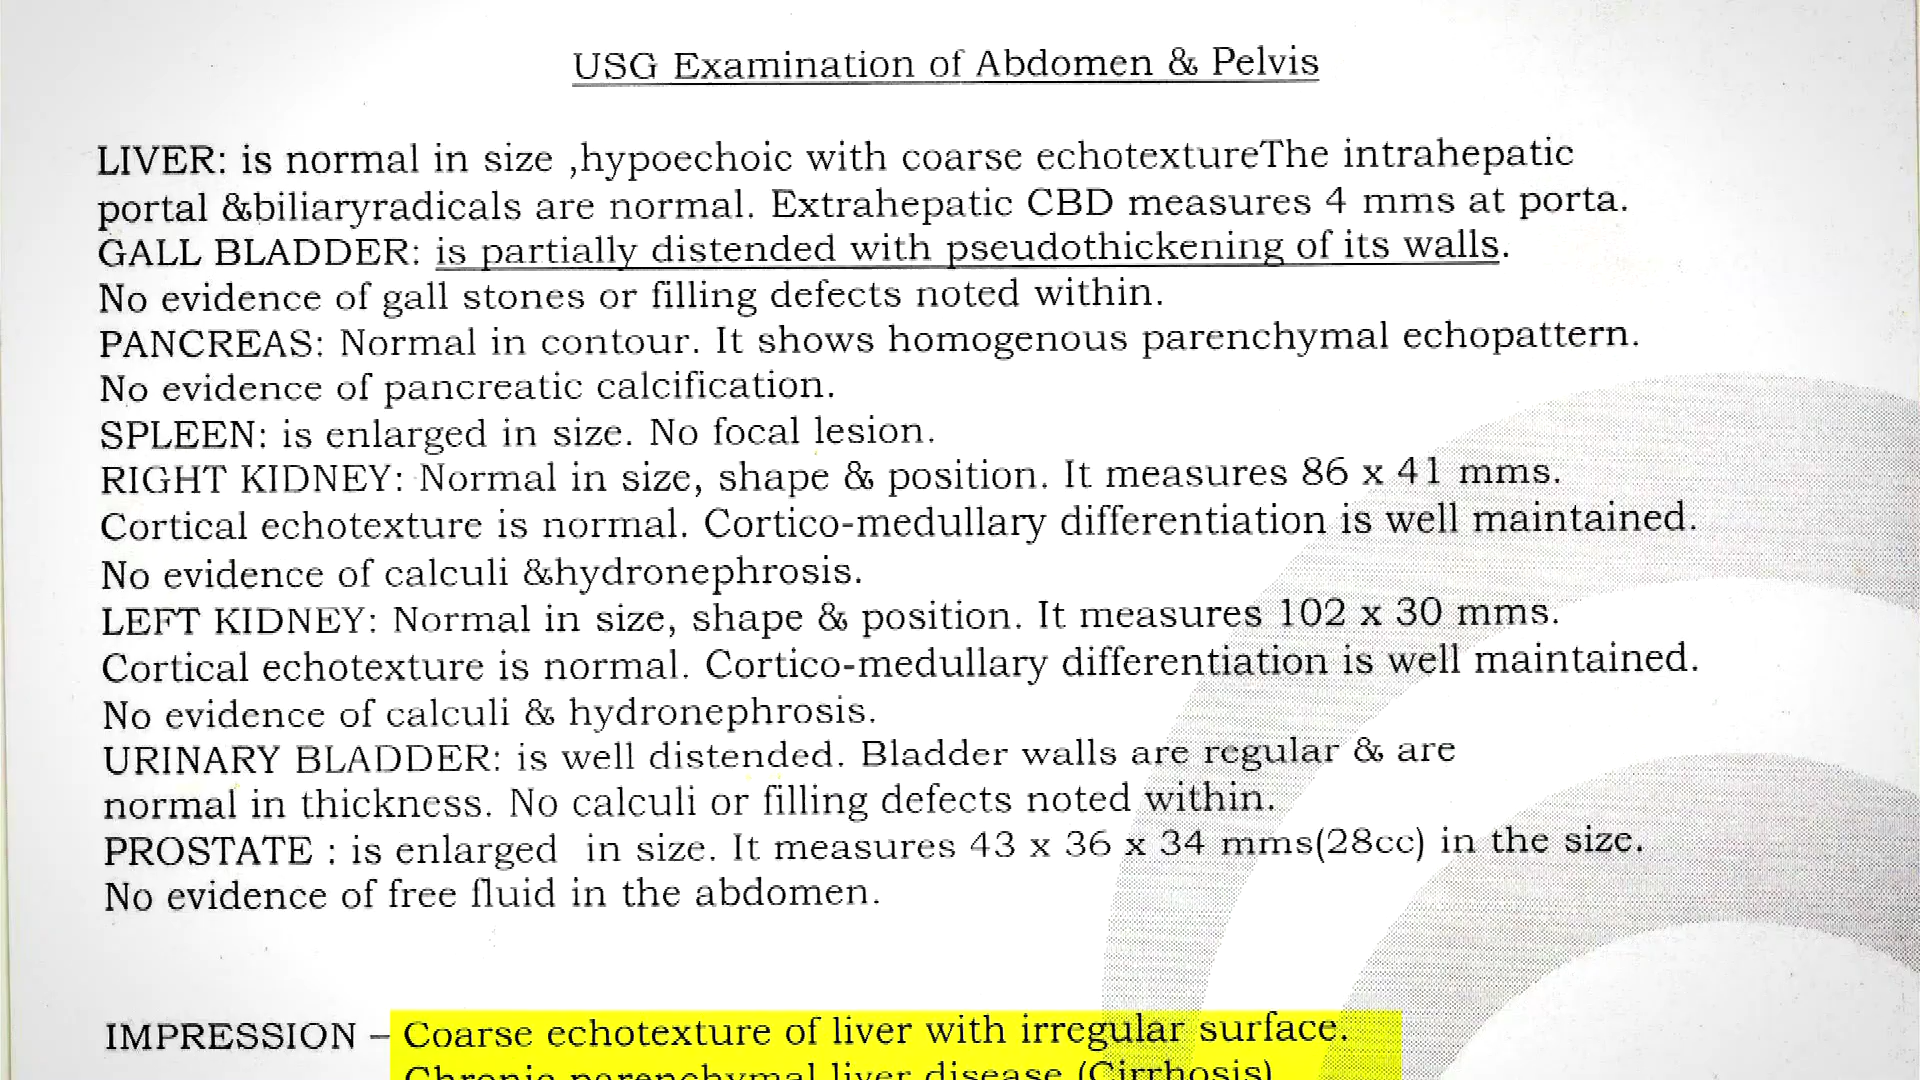 USG Examination of Abdomen & Pelvis
LIVER: is normal in size ,hypoechoic with coarse echotextureThe intrahepatic
portal &biliaryradicals are normal. Extrahepatic CBD measures 4 mms at porta.
GALL BLADDER: is partially distended with pseudothickening of its walls.
No evidence of gall stones or filling defects noted within.
PANCREAS: Normal in contour. It shows homogenous parenchymal echopattern.
No evidence of pancreatic calcification.
SPLEEN: is enlarged in size. No focal lesion.
RIGHT KIDNEY: Normal in size, shape & position. It measures 86 x 41 mms.
Cortical echotexture is normal. Cortico-medullary differentiation is well maintained.
No evidence of calculi &hydronephrosis.
LEFT KIDNEY: Normal in size, shape & position. It measures 102 x 30 mms.
Cortical echotexture is normal. Cortico-medullary differentiation is well maintained.
No evidence of calculi & hydronephrosis.
URINARY BLADDER: is well distended. Bladder walls are regular & are
normal in thickness. No calculi or filling defects noted within.
PROSTATE : is enlarged in size. It measures 43 x 36 x 34 mms(28cc) in the size.
No evidence of free fluid in the abdomen.
IMPRESSION – Coarse echotexture of liver with irregular surface.
Chronic parenchymal liver disease (Cirrhosis)